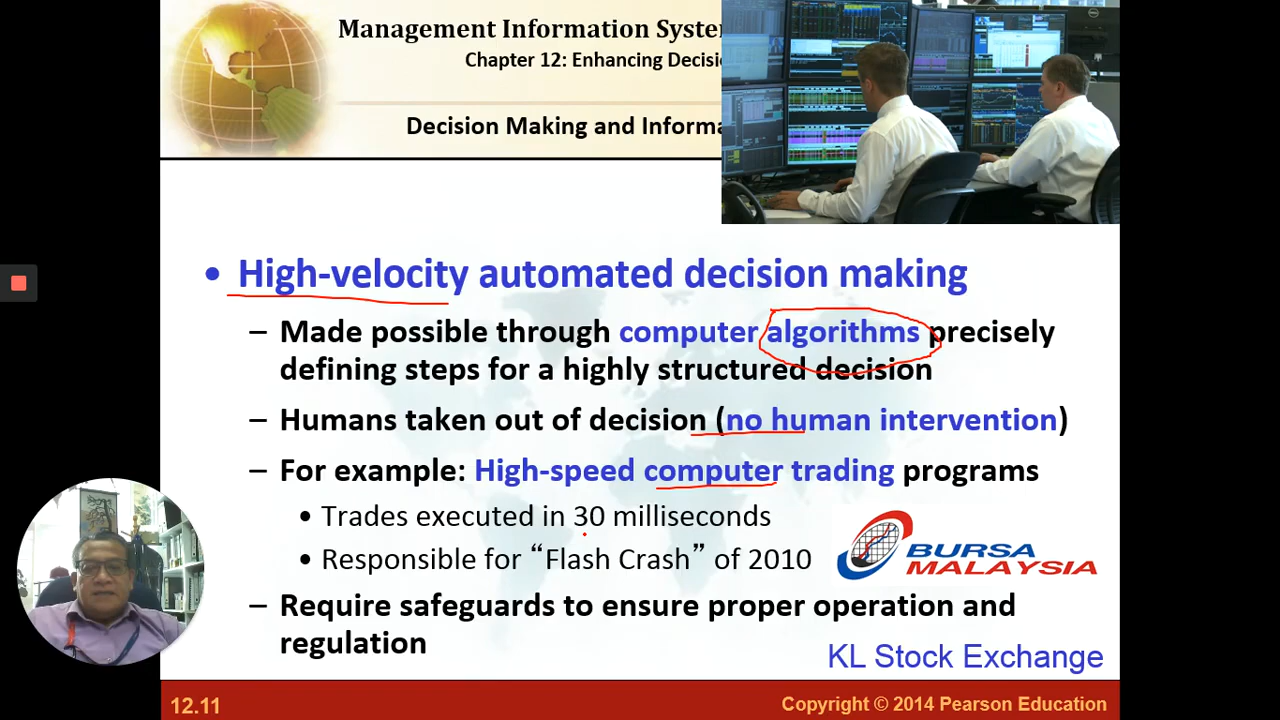 Management Information Syste
Chapter 12: Enhancing Decisi
Decision Making and Informa
• High-velocity automated decision making
– Made possible through computer algorithms precisely
defining steps for a highly structured decision
– Humans taken out of decision (no human intervention)
– For example: High-speed computer trading programs
• Trades executed in 30 milliseconds
• Responsible for “Flash Crash” of 2010
BURSA
MALAYSIA
– Require safeguards to ensure proper operation and
regulation
KL Stock Exchange
12.11
Copyright © 2014 Pearson Education